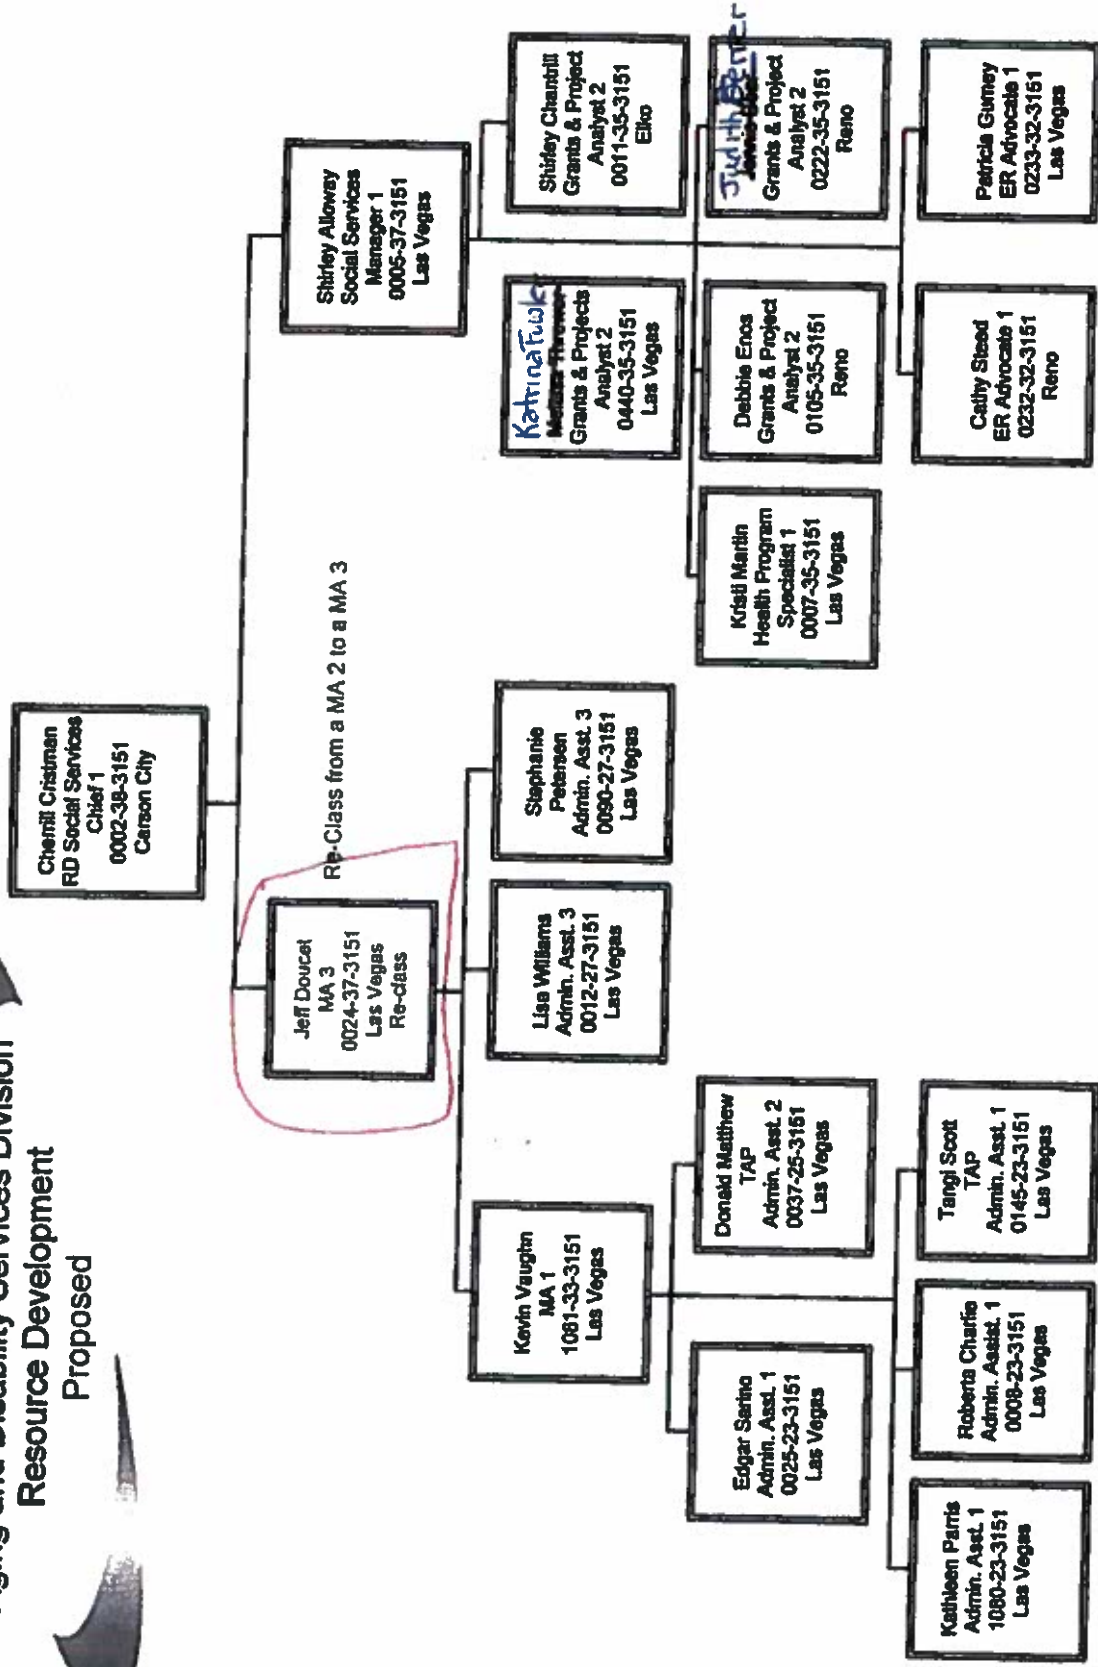 Aging and Disability Services Division
Resource Development
Proposed
Cherrill Cristman
RD Social Services
Chief 1
0002-38-3151
Carson City
Jeff Doucet
MA 3
0024-37-3151
Las Vegas
Re-class
Re-Class from a MA 2 to a MA 3
Shirley Alloway
Social Services
Manager 1
0005-37-3151
Las Vegas
Kevin Vaughn
MA 1
1081-33-3151
Las Vegas
Lisa Williams
Admin. Asst. 3
0012-27-3151
Las Vegas
Stephanie
Petersen
Admin. Asst. 3
0090-27-3151
Las Vegas
Katrina
Grants & Projects
Analyst 2
0440-35-3151
Las Vegas
Shirley Chantrill
Grants & Project
Analyst 2
0011-35-3151
Elko
Edgar Sarino
Admin. Asst. 1
0025-23-3151
Las Vegas
Donald Matthew
TAP
Admin. Asst. 2
0037-25-3151
Las Vegas
Kristi Martin
Health Program
Specialist 1
0007-35-3151
Las Vegas
Debbie Enos
Grants & Project
Analyst 2
0105-35-3151
Reno
Judith
Grants & Project
Analyst 2
0222-35-3151
Reno
Kathleen Parris
Admin. Asst. 1
1080-23-3151
Las Vegas
Roberta Charlie
Admin. Assist. 1
0008-23-3151
Las Vegas
Tangi Scott
TAP
Admin. Asst. 1
0145-23-3151
Las Vegas
Cathy Steed
ER Advocate 1
0232-32-3151
Reno
Patricia Gurney
ER Advocate 1
0233-32-3151
Las Vegas